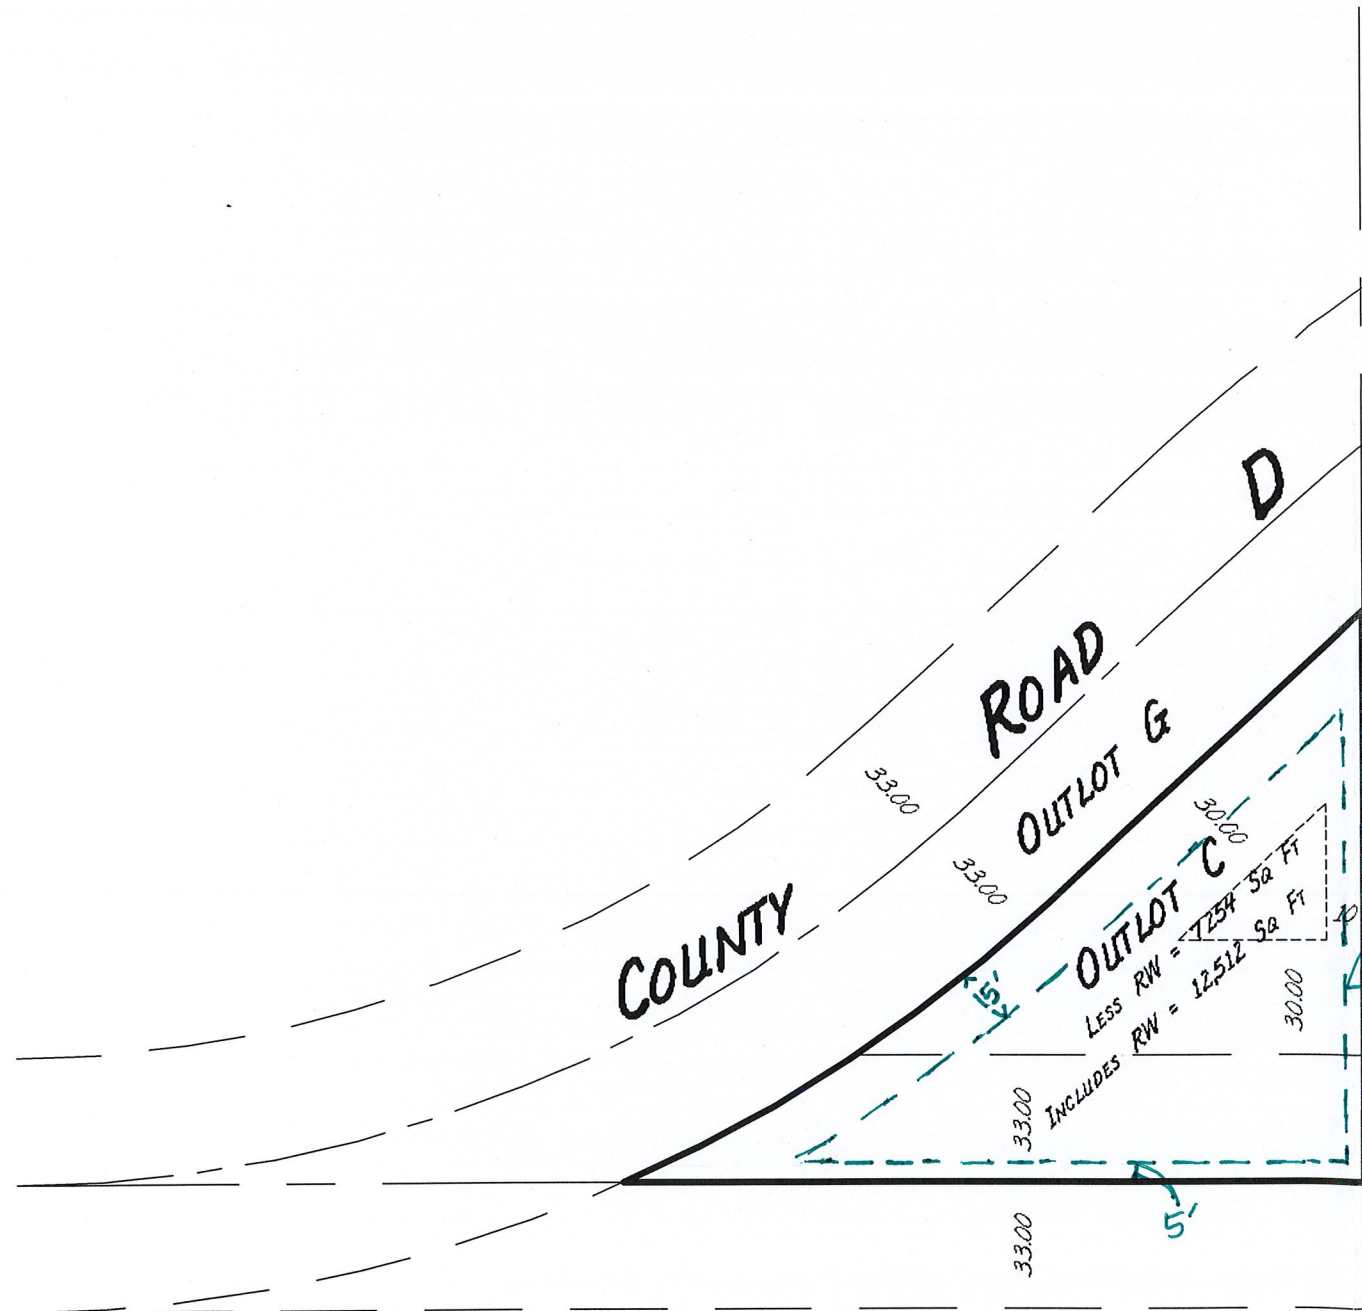 COUNTY ROAD D
33.00
33.00
OUTLOT G
30.00
OUTLOT C
LESS RW = 7254 SQ FT
INCLUDES RW = 12,512 SQ FT
15'
30.00
33.00
5'
33.00